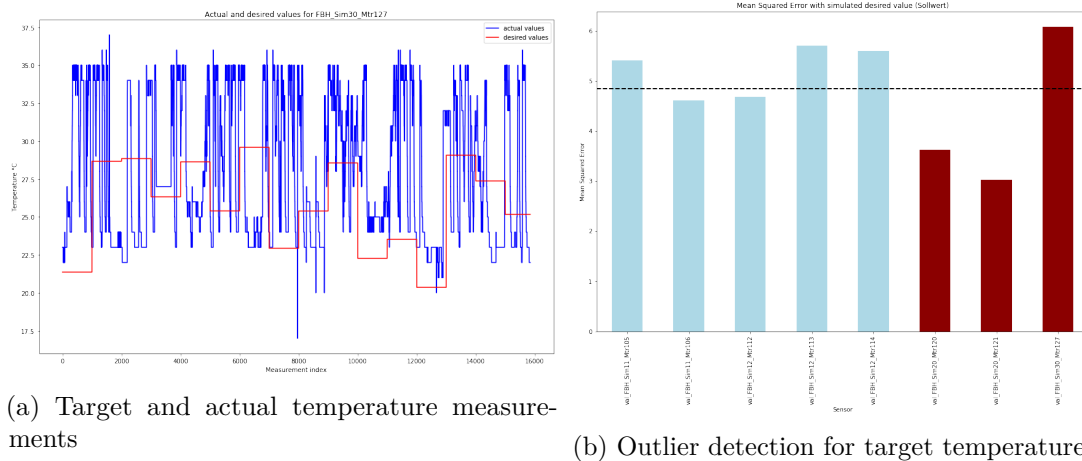 Actual and desired values for FBH_Sim30_Mtr127
actual values
desired values
37.5
35.0
32.5
30.0
27.5
25.0
22.5
20.0
17.5
Temperature °C
0
2000
4000
6000
8000
10000
12000
14000
16000
Measurement index
(a) Target and actual temperature measure-
ments
Mean Squared Error with simulated desired value (Sollwert)
6
5
4
3
2
1
0
Mean Squared Error
va_FBH_Sim11_Mtr105
va_FBH_Sim11_Mtr106
va_FBH_Sim12_Mtr112
va_FBH_Sim12_Mtr113
va_FBH_Sim12_Mtr114
va_FBH_Sim20_Mtr120
va_FBH_Sim20_Mtr121
va_FBH_Sim30_Mtr127
Sensor
(b) Outlier detection for target temperature